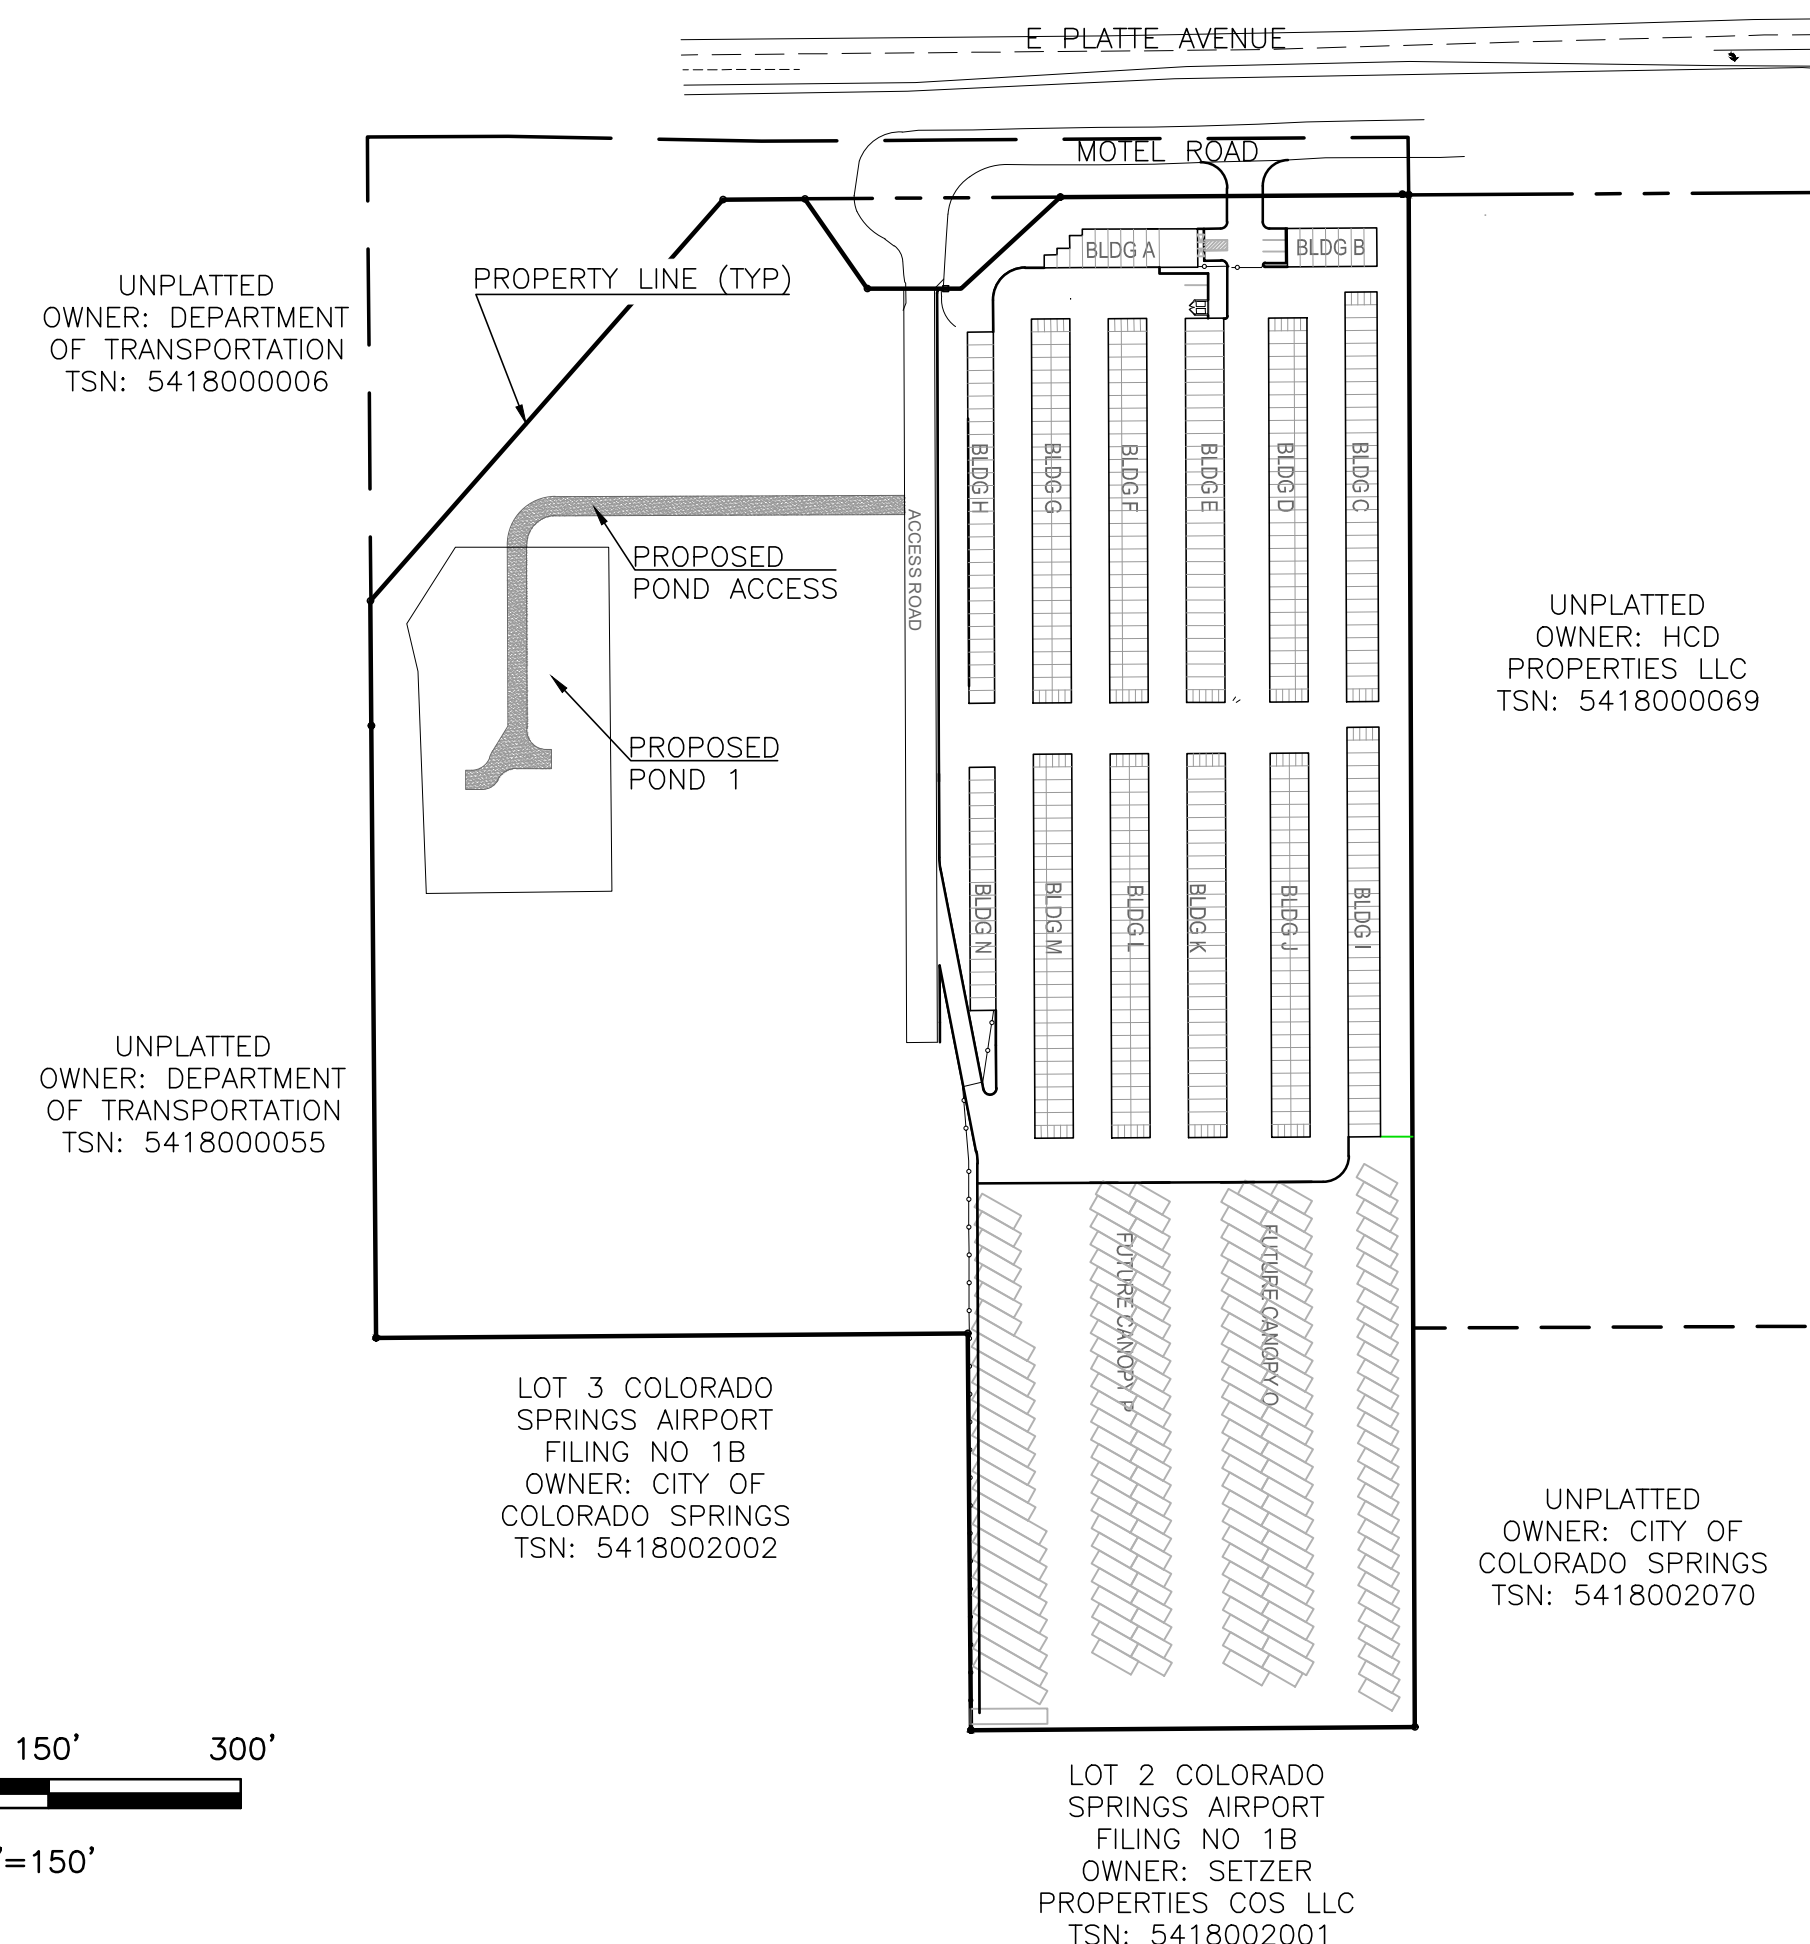 E PLATTE AVENUE
MOTEL ROAD
BLDG A
BLDG B
PROPERTY LINE (TYP)
UNPLATTED
OWNER: DEPARTMENT
OF TRANSPORTATION
TSN: 5418000006
BLDG H
BLDG G
BLDG F
BLDG E
BLDG D
BLDG C
ACCESS ROAD
PROPOSED
POND ACCESS
UNPLATTED
OWNER: HCD
PROPERTIES LLC
TSN: 5418000069
PROPOSED
POND 1
BLDG N
BLDG M
BLDG L
BLDG K
BLDG J
BLDG I
UNPLATTED
OWNER: DEPARTMENT
OF TRANSPORTATION
TSN: 5418000055
FUTURE CANOPY P
FUTURE CANOPY O
LOT 3 COLORADO
SPRINGS AIRPORT
FILING NO 1B
OWNER: CITY OF
COLORADO SPRINGS
TSN: 5418002002
UNPLATTED
OWNER: CITY OF
COLORADO SPRINGS
TSN: 5418002070
150' 300'
'=150'
LOT 2 COLORADO
SPRINGS AIRPORT
FILING NO 1B
OWNER: SETZER
PROPERTIES COS LLC
TSN: 5418002001